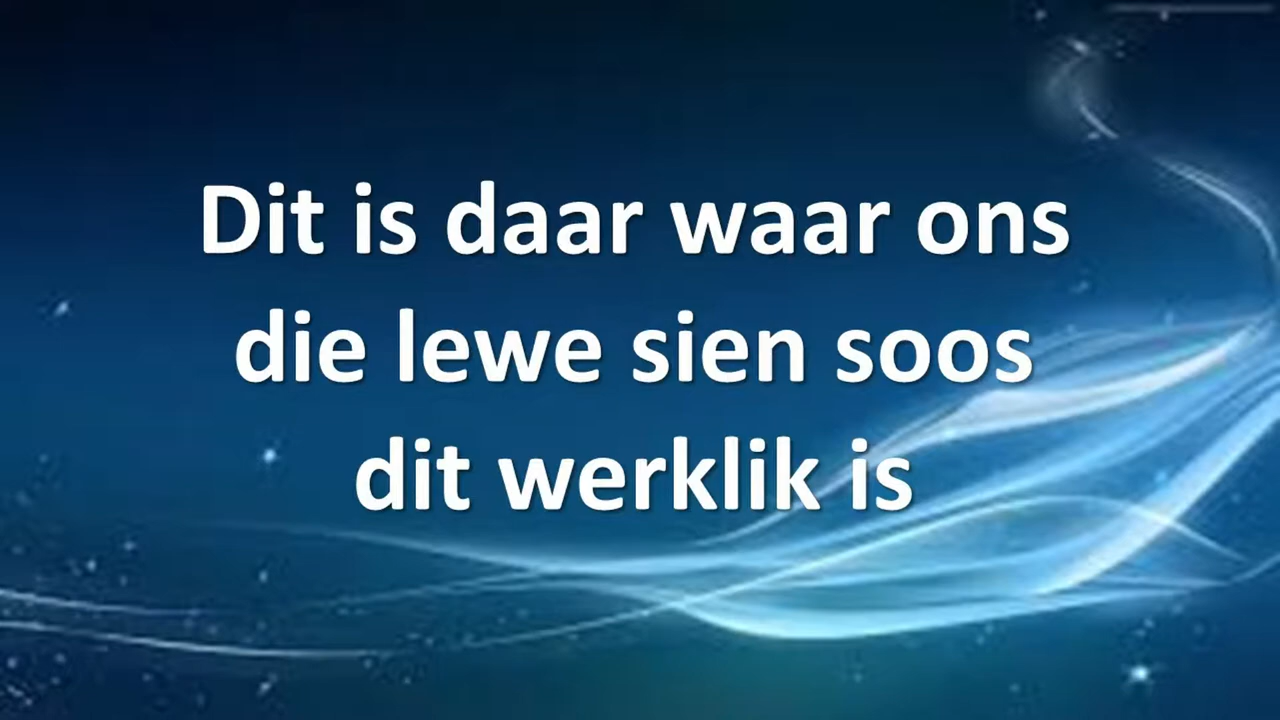 Dit is daar waar ons
die lewe sien soos
dit werklik is